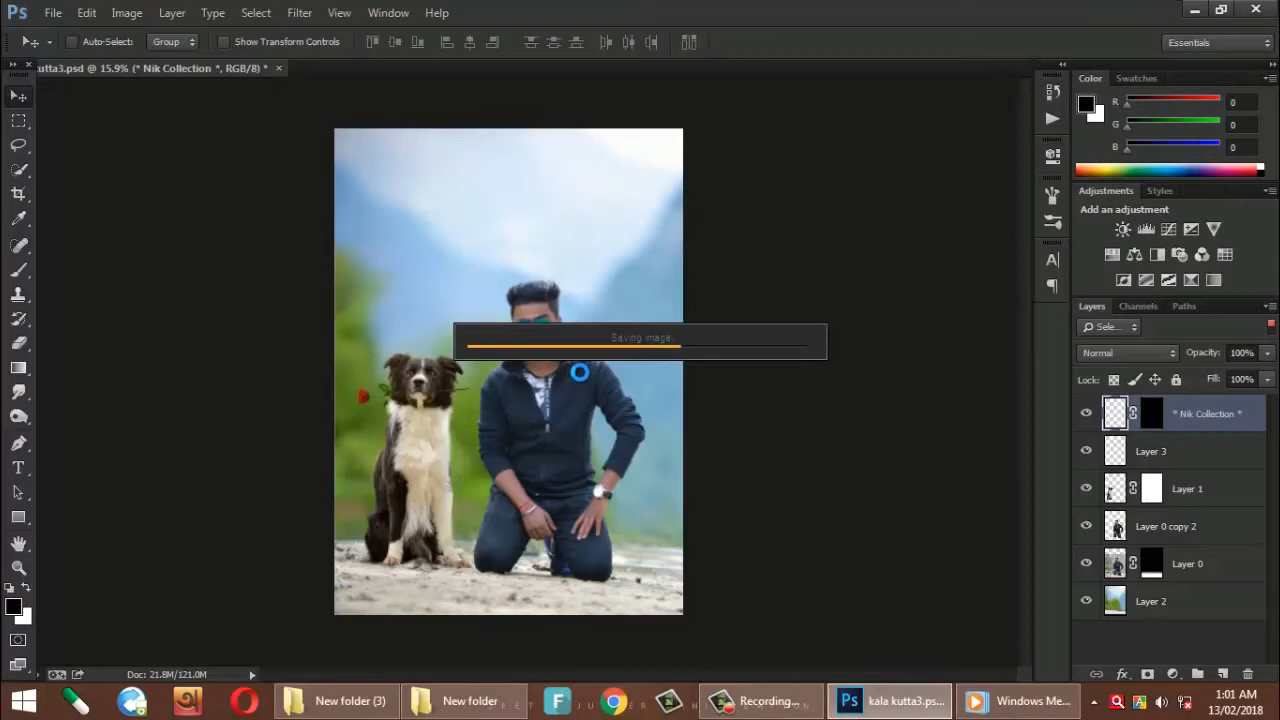 Ps File Edit Image Layer Type Select Filter View Window Help
Auto-Select: Group Show Transform Controls Essentials
cutta3.psd @ 15.9% (* Nik Collection *, RGB/8) * ×
Color Swatches
R 0
G 0
B 0
Adjustments Styles
Add an adjustment
Layers Channels Paths
Sele...
Normal Opacity: 100%
Lock: Fill: 100%
* Nik Collection *
Layer 3
Layer 1
Layer 0 copy 2
Layer 0
Layer 2
Saving image.
Doc: 21.8M/121.0M
New folder (3) New folder F Recording... Ps kala kutta3.ps... Windows Me...
1:01 AM
13/02/2018